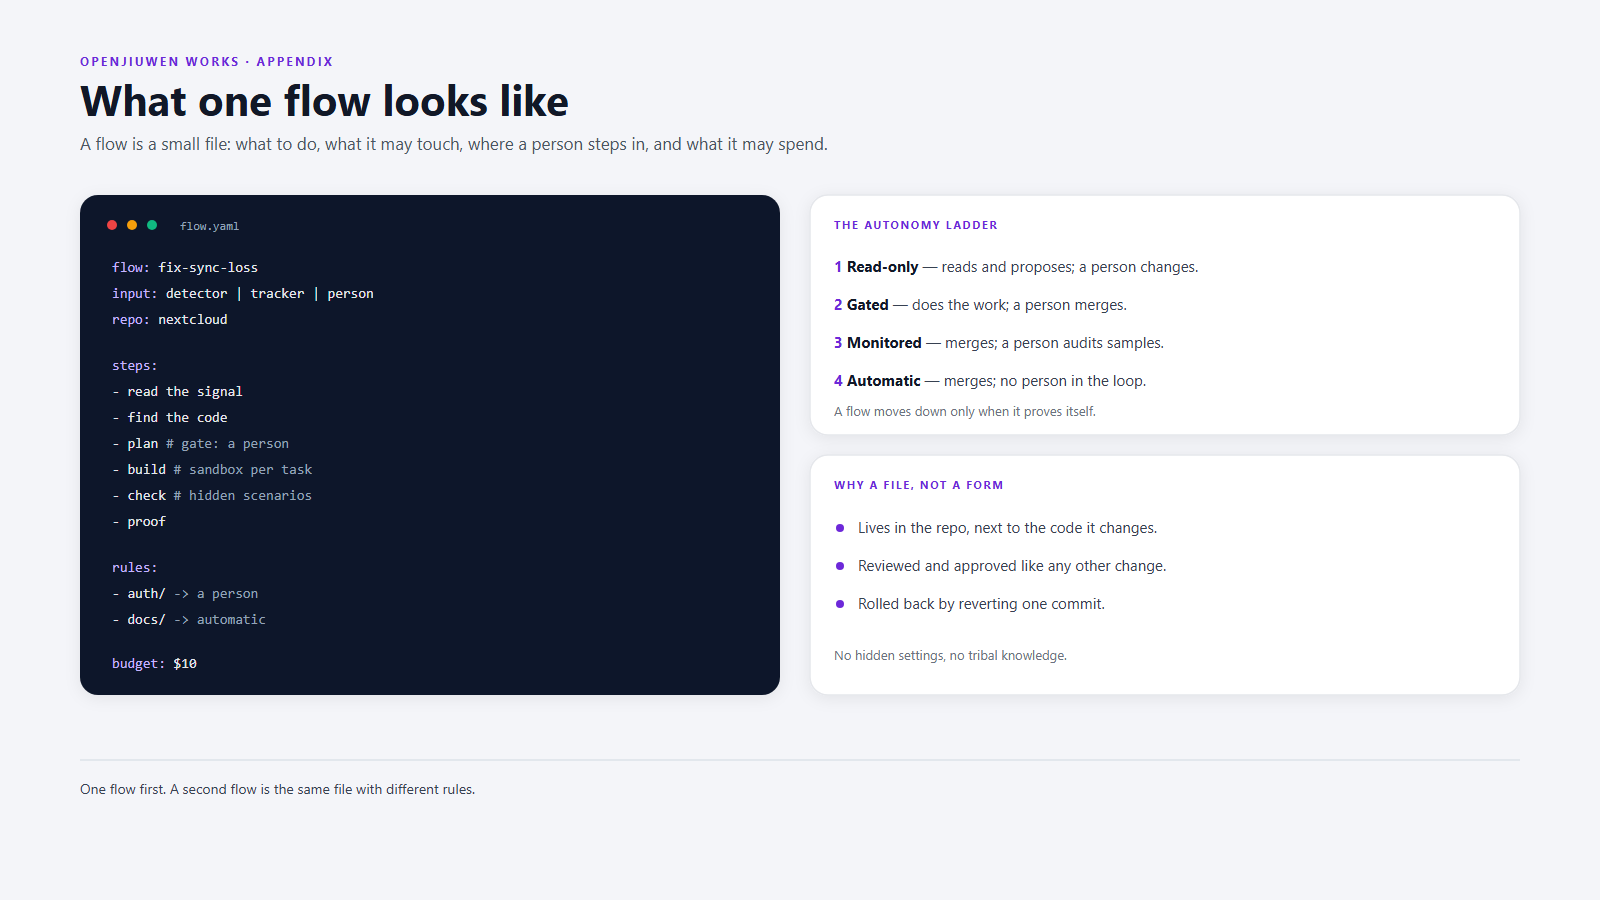 OPENJIUWEN WORKS · APPENDIX
What one flow looks like
A flow is a small file: what to do, what it may touch, where a person steps in, and what it may spend.
flow.yaml
flow: fix-sync-loss
input: detector | tracker | person
repo: nextcloud
steps:
- read the signal
- find the code
- plan # gate: a person
- build # sandbox per task
- check # hidden scenarios
- proof
rules:
- auth/ -> a person
- docs/ -> automatic
budget: $10
THE AUTONOMY LADDER
1 Read-only — reads and proposes; a person changes.
2 Gated — does the work; a person merges.
3 Monitored — merges; a person audits samples.
4 Automatic — merges; no person in the loop.
A flow moves down only when it proves itself.
WHY A FILE, NOT A FORM
Lives in the repo, next to the code it changes.
Reviewed and approved like any other change.
Rolled back by reverting one commit.
No hidden settings, no tribal knowledge.
One flow first. A second flow is the same file with different rules.